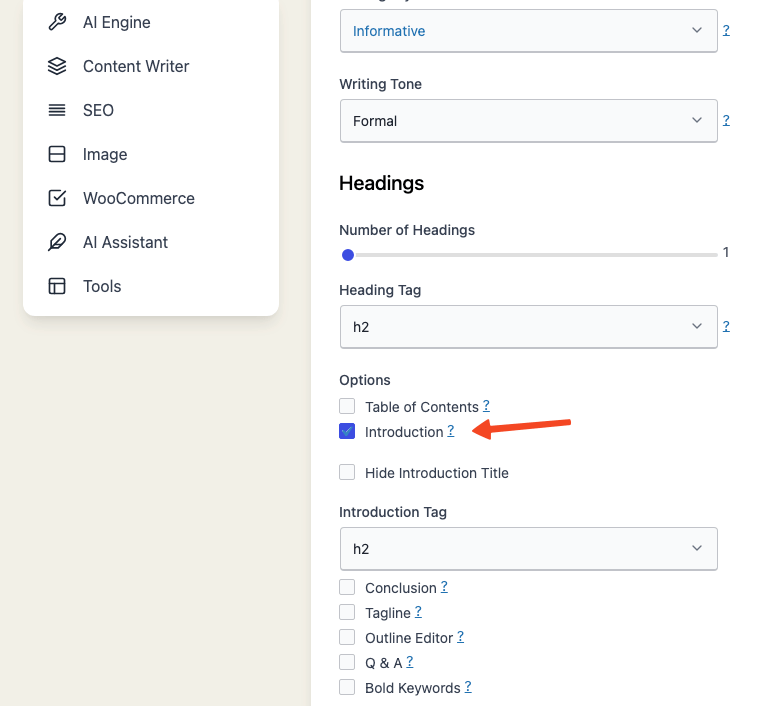 AI Engine
Content Writer
SEO
Image
WooCommerce
AI Assistant
Tools
Informative
?
Writing Tone
Formal
?
Headings
Number of Headings
1
Heading Tag
h2
?
Options
Table of Contents ?
Introduction ?
Hide Introduction Title
Introduction Tag
h2
Conclusion ?
Tagline ?
Outline Editor ?
Q & A ?
Bold Keywords ?